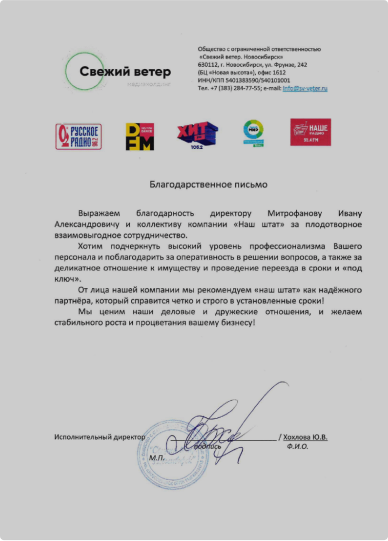 Свежий ветер
медиахолдинг
Общество с ограниченной ответственностью
«Свежий ветер. Новосибирск»
630112, г. Новосибирск, ул. Фрунзе, 242
(БЦ «Новая высота»), офис 1612
ИНН/КПП 5401383590/540101001
Тел. +7 (383) 284-77-55; e-mail: info@sv-veter.ru
РУССКОЕ РАДИО
DFM
ХИТ FM
106.2
НАШЕ
РАДИО
Благодарственное письмо
Выражаем благодарность директору Митрофанову Ивану
Александровичу и коллективу компании «Наш штат» за плодотворное
взаимовыгодное сотрудничество.
Хотим подчеркнуть высокий уровень профессионализма Вашего
персонала и поблагодарить за оперативность в решении вопросов, а также за
деликатное отношение к имуществу и проведение переезда в сроки и «под
ключ».
От лица нашей компании мы рекомендуем «наш штат» как надёжного
партнёра, который справится четко и строго в установленные сроки!
Мы ценим наши деловые и дружеские отношения, и желаем
стабильного роста и процветания вашему бизнесу!
Исполнительный директор / Хохлова Ю.В.
подпись Ф.И.О.
М.П.